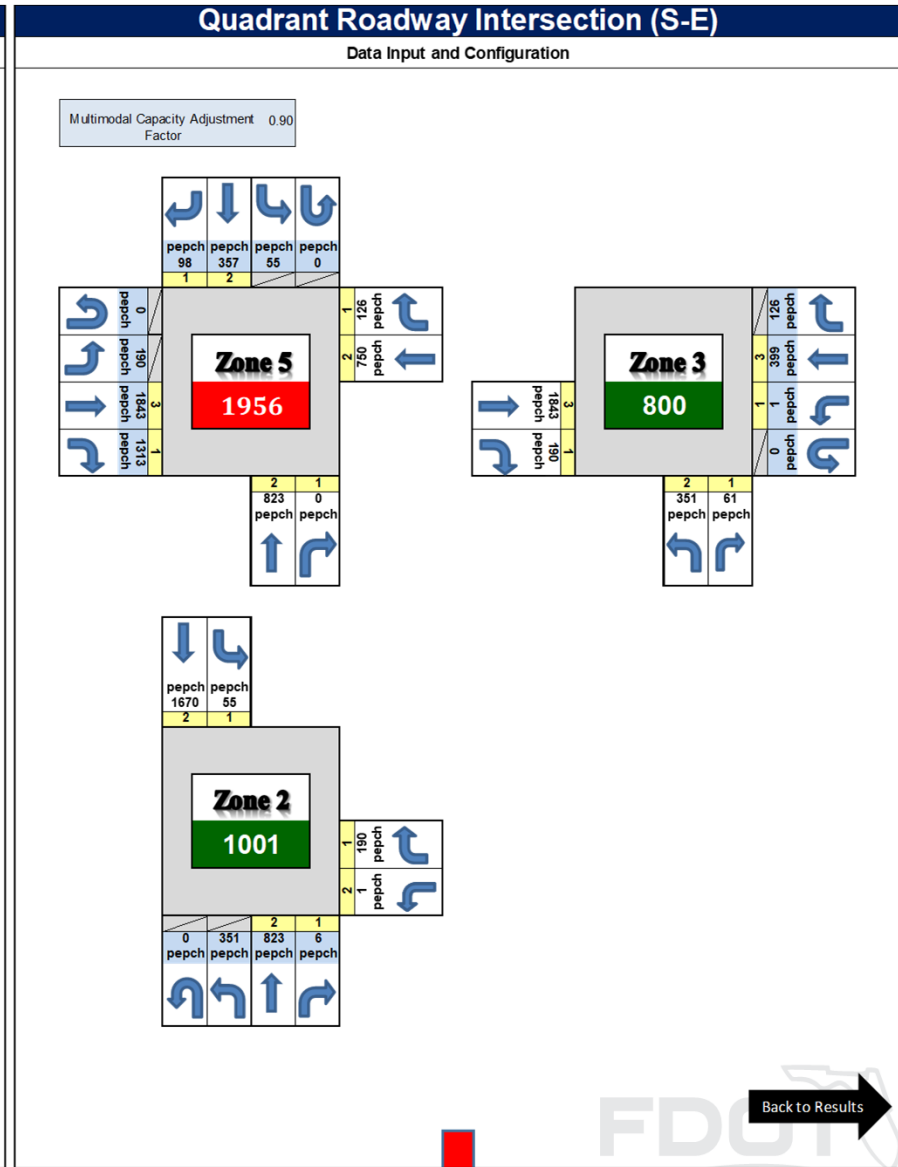 Quadrant Roadway Intersection (S-E)
Data Input and Configuration
Multimodal Capacity Adjustment Factor 0.90
pepch pepch pepch pepch
98 357 55 0
1 2
0 pepch
190 pepch
3 1843 pepch
1 1313 pepch
Zone 5
1956
1 126 pepch
2 750 pepch
2 1
823 0
pepch pepch
3 1843 pepch
1 190 pepch
Zone 3
800
126 pepch
3 399 pepch
1 1 pepch
0 pepch
2 1
351 61
pepch pepch
pepch pepch
1670 55
2 1
Zone 2
1001
1 190 pepch
2 1 pepch
2 1
0 351 823 6
pepch pepch pepch pepch
FDOT
Back to Results